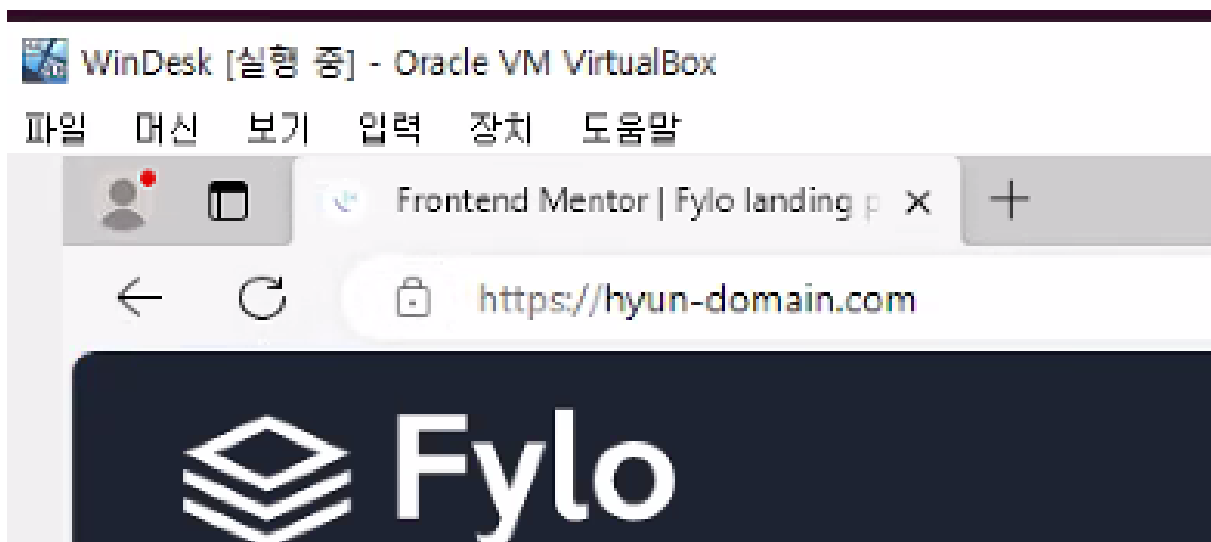 WinDesk [실행 중] - Oracle VM VirtualBox
파일 머신 보기 입력 장치 도움말
Frontend Mentor | Fylo landing p
https://hyun-domain.com
Fylo